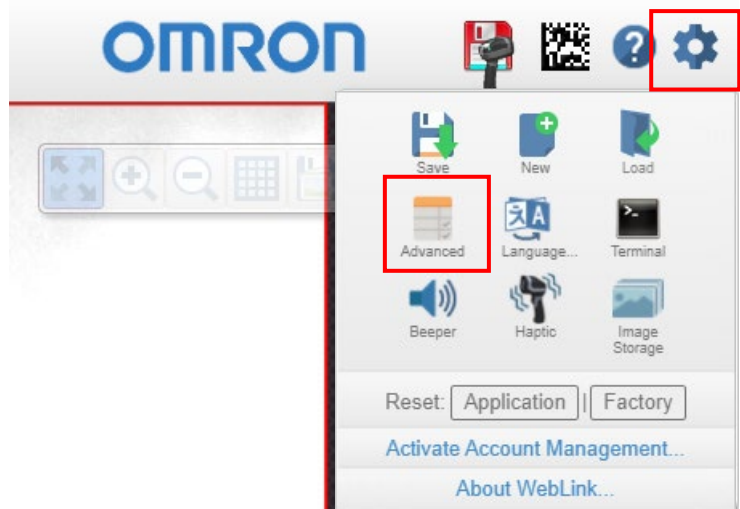 OMRON
?
Save New Load
Advanced Language... Terminal
Beeper Haptic Image
Storage
Reset: Application | Factory
Activate Account Management...
About WebLink...